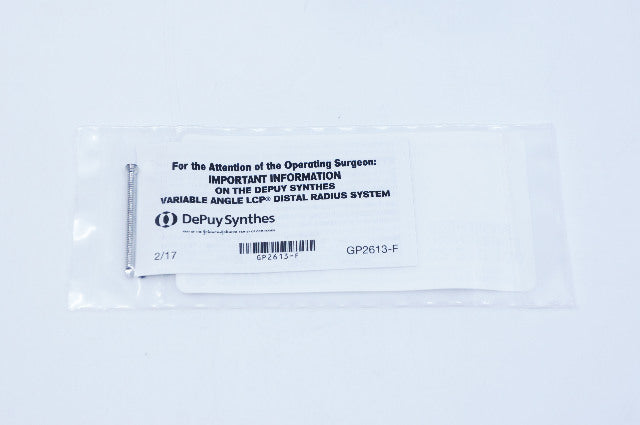 For the Attention of the Operating Surgeon:
IMPORTANT INFORMATION
ON THE DEPUY SYNTHES
VARIABLE ANGLE LCP® DISTAL RADIUS SYSTEM
DePuy Synthes
2/17
GP2613-F
GP2613-F